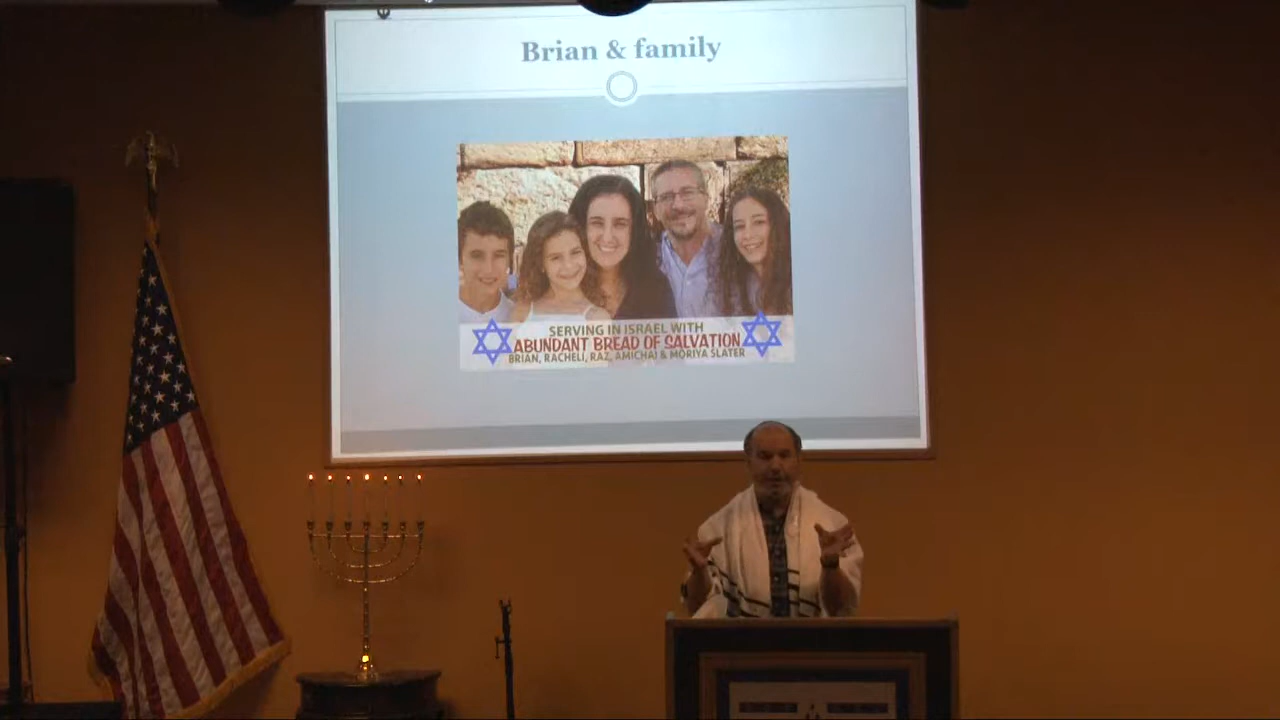 Brian & family
SERVING IN ISRAEL WITH
ABUNDANT BREAD OF SALVATION
BRIAN, RACHELI, RAZ, AMICHAI & MORIYA SLATER